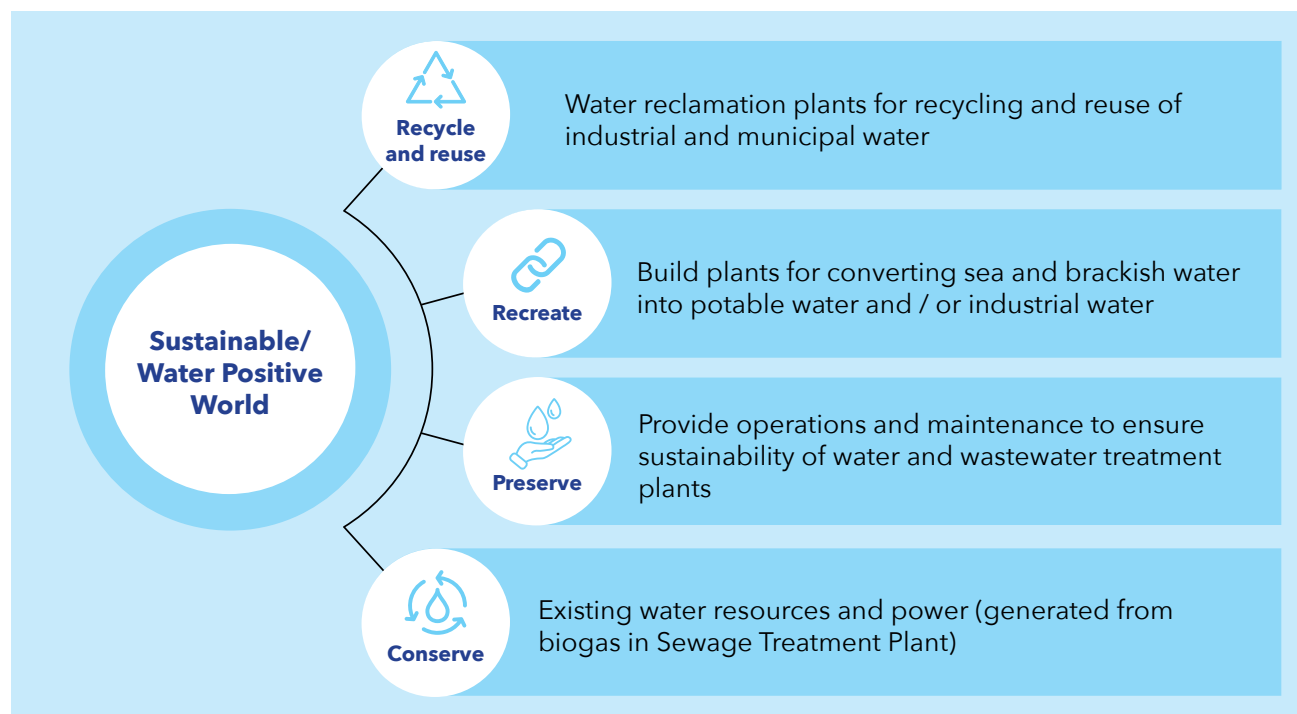 Recycle
and reuse
Water reclamation plants for recycling and reuse of
industrial and municipal water
Sustainable/
Water Positive
World
Recreate
Build plants for converting sea and brackish water
into potable water and / or industrial water
Preserve
Provide operations and maintenance to ensure
sustainability of water and wastewater treatment
plants
Conserve
Existing water resources and power (generated from
biogas in Sewage Treatment Plant)